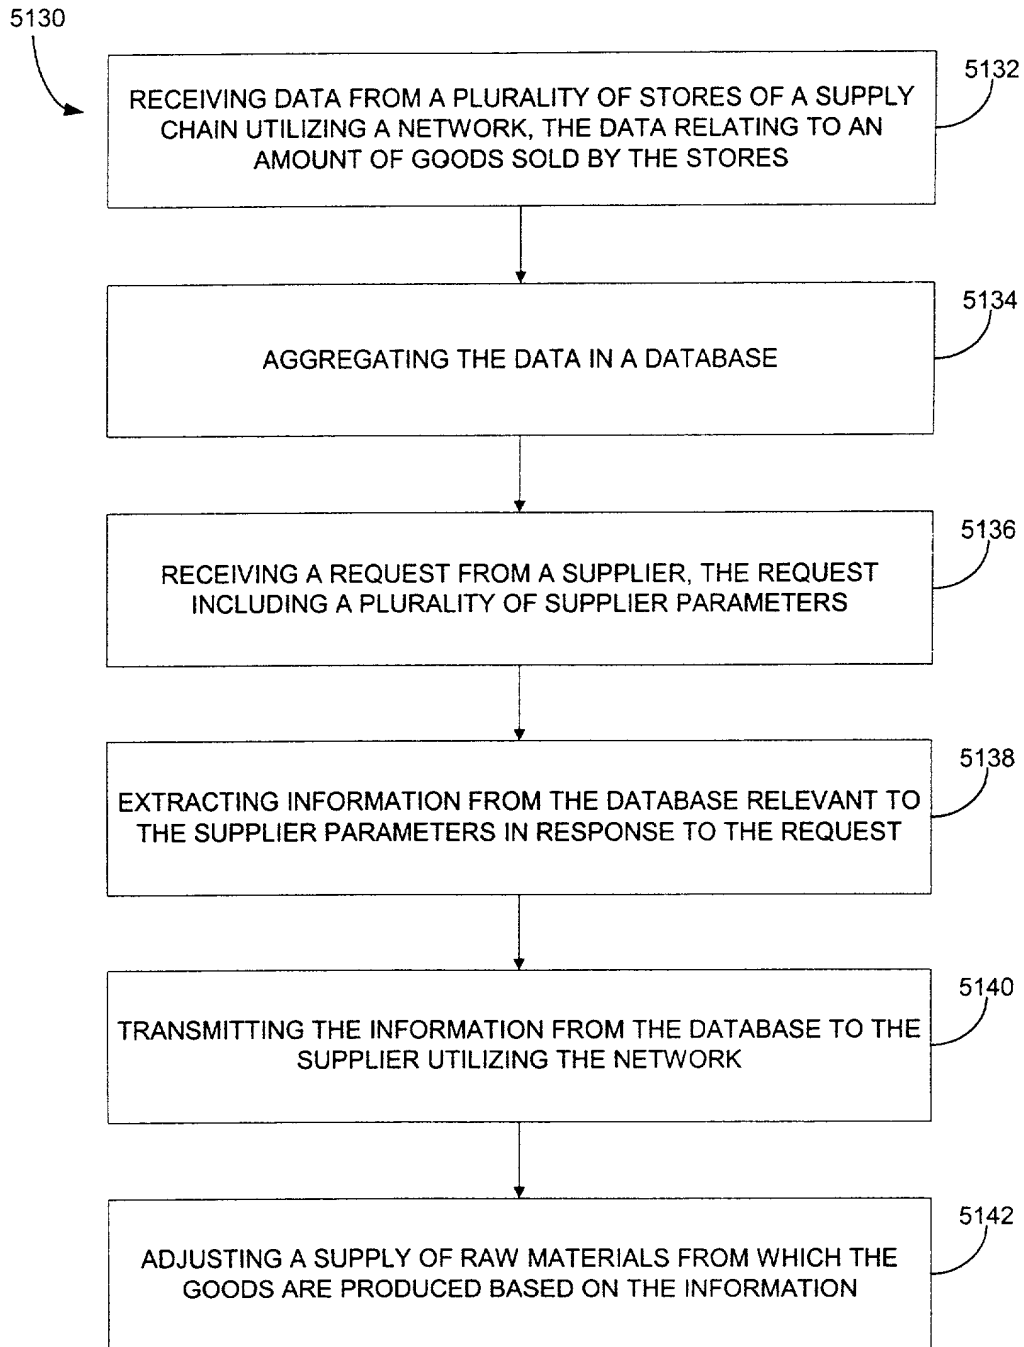 5130
RECEIVING DATA FROM A PLURALITY OF STORES OF A SUPPLY
CHAIN UTILIZING A NETWORK, THE DATA RELATING TO AN
AMOUNT OF GOODS SOLD BY THE STORES
5132
AGGREGATING THE DATA IN A DATABASE
5134
RECEIVING A REQUEST FROM A SUPPLIER, THE REQUEST
INCLUDING A PLURALITY OF SUPPLIER PARAMETERS
5136
EXTRACTING INFORMATION FROM THE DATABASE RELEVANT TO
THE SUPPLIER PARAMETERS IN RESPONSE TO THE REQUEST
5138
TRANSMITTING THE INFORMATION FROM THE DATABASE TO THE
SUPPLIER UTILIZING THE NETWORK
5140
ADJUSTING A SUPPLY OF RAW MATERIALS FROM WHICH THE
GOODS ARE PRODUCED BASED ON THE INFORMATION
5142